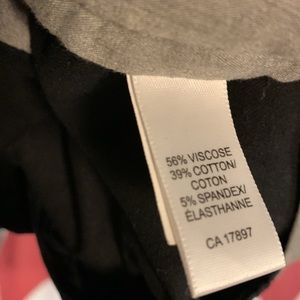 56% VISCOSE
39% COTTON/
COTON
5% SPANDEX/
ÉLASTHANNE
CA 17897